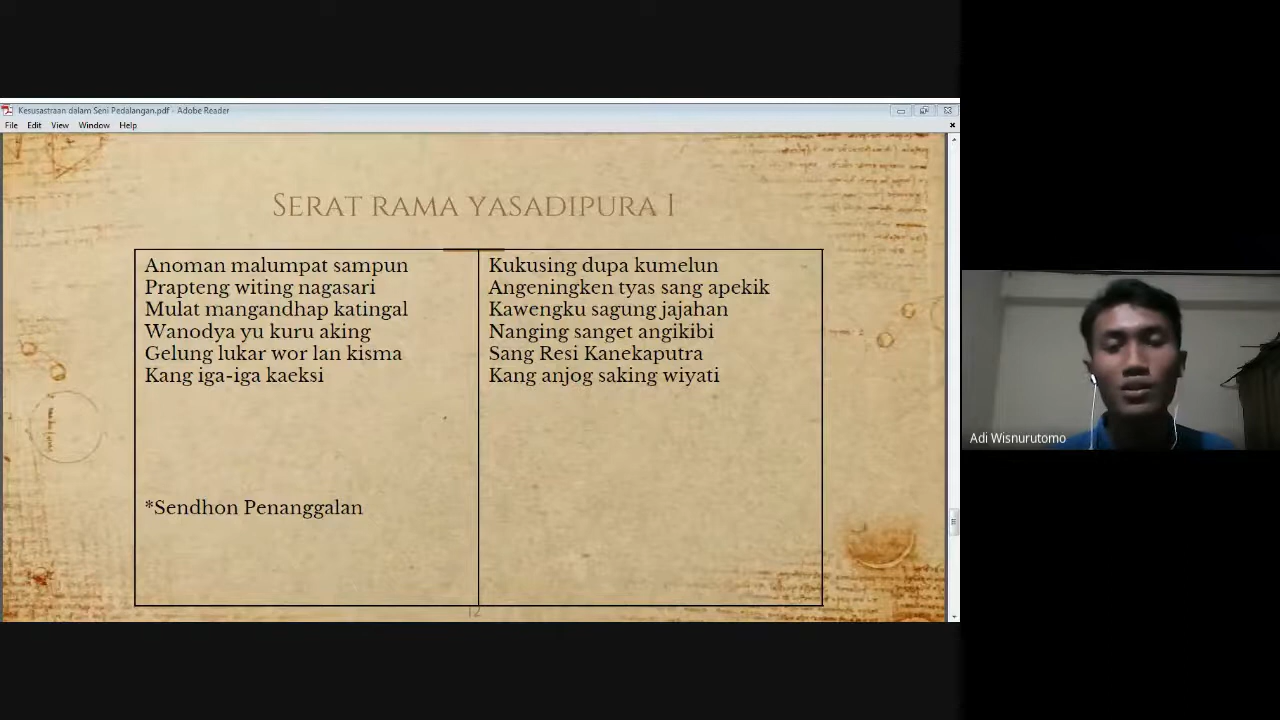 Kesusastraan dalam Seni Pedalangan.pdf - Adobe Reader
File Edit View Window Help
SERAT RAMA YASADIPURA I
Anoman malumpat sampun
Prapteng witing nagasari
Mulat mangandhap katingal
Wanodya yu kuru aking
Gelung lukar wor lan kisma
Kang iga-iga kaeksi
*Sendhon Penanggalan
Kukusing dupa kumelun
Angeningken tyas sang apekik
Kawengku sagung jajahan
Nanging sanget angikibi
Sang Resi Kanekaputra
Kang anjog saking wiyati
12
Adi Wisnurutomo